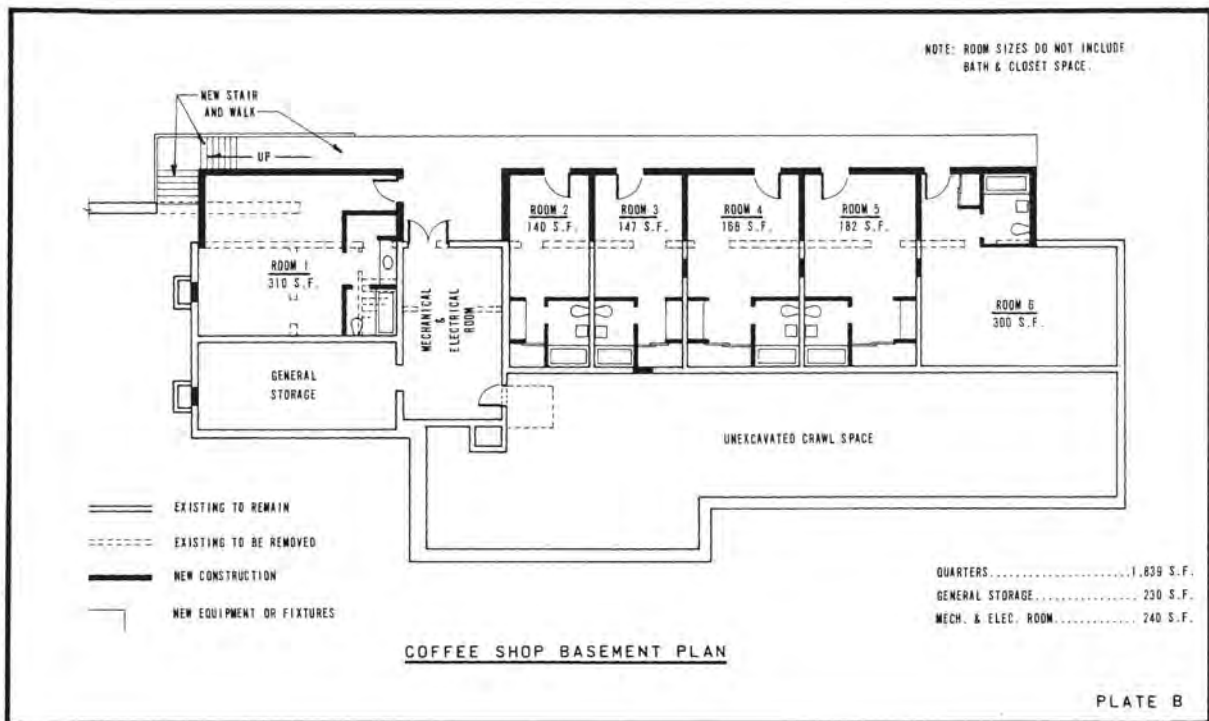 NOTE: ROOM SIZES DO NOT INCLUDE
BATH & CLOSET SPACE.
NEW STAIR
AND WALK
UP
ROOM 1
310 S.F.
ROOM 2
140 S.F.
ROOM 3
147 S.F.
ROOM 4
168 S.F.
ROOM 5
182 S.F.
ROOM 6
300 S.F.
MECHANICAL
&
ELECTRICAL
ROOM
GENERAL
STORAGE
UNEXCAVATED CRAWL SPACE
EXISTING TO REMAIN
EXISTING TO BE REMOVED
NEW CONSTRUCTION
NEW EQUIPMENT OR FIXTURES
QUARTERS.....................1,839 S.F.
GENERAL STORAGE............... 230 S.F.
MECH. & ELEC. ROOM............ 240 S.F.
COFFEE SHOP BASEMENT PLAN
PLATE B